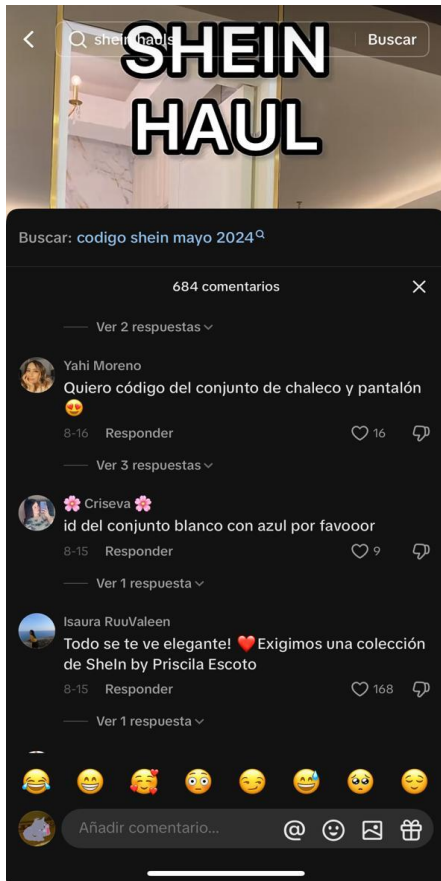 shein hauls
Buscar
SHEIN
HAUL
Buscar: codigo shein mayo 2024
684 comentarios
Ver 2 respuestas
Yahi Moreno
Quiero código del conjunto de chaleco y pantalón
😍
8-16 Responder 16
Ver 3 respuestas
🌸 Criseva 🌸
id del conjunto blanco con azul por favooor
8-15 Responder 9
Ver 1 respuesta
Isaura RuuValeen
Todo se te ve elegante! ❤️Exigimos una colección
de SheIn by Priscila Escoto
8-15 Responder 168
Ver 1 respuesta
Añadir comentario...